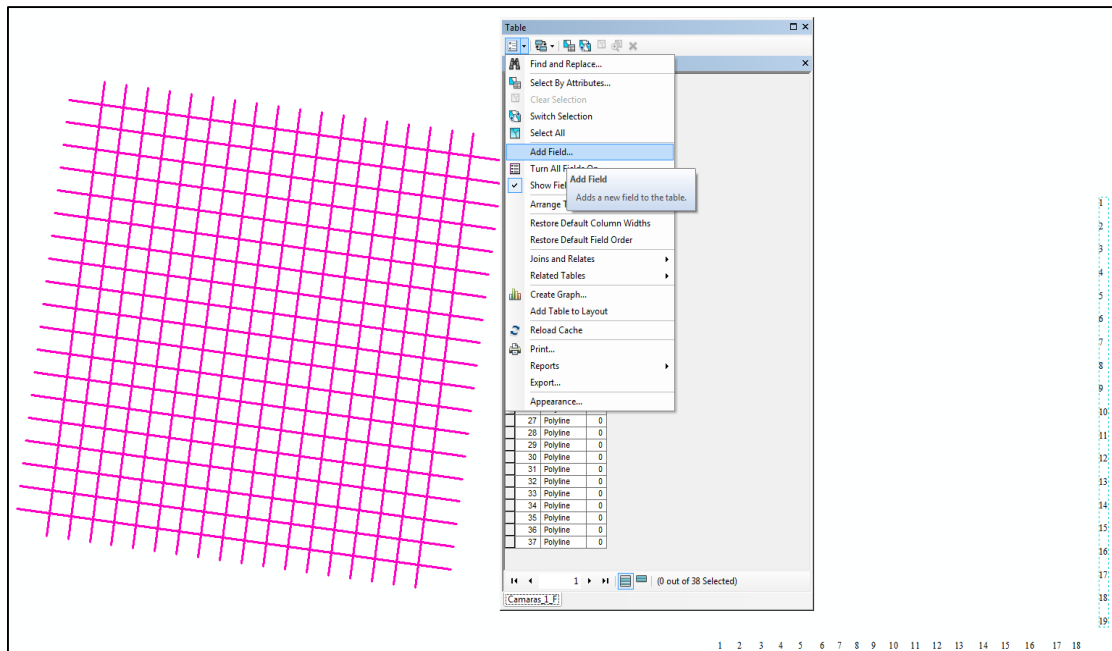 Table
Find and Replace...
Select By Attributes...
Clear Selection
Switch Selection
Select All
Add Field...
Turn All Fields On
Add Field
Show Fiel
Adds a new field to the table.
Arrange T
Restore Default Column Widths
Restore Default Field Order
Joins and Relates
Related Tables
Create Graph...
Add Table to Layout
Reload Cache
Print...
Reports
Export...
Appearance...
27 Polyline 0
28 Polyline 0
29 Polyline 0
30 Polyline 0
31 Polyline 0
32 Polyline 0
33 Polyline 0
34 Polyline 0
35 Polyline 0
36 Polyline 0
37 Polyline 0
1 (0 out of 38 Selected)
Camaras_1_F
1
2
3
4
5
6
7
8
9
10
11
12
13
14
15
16
17
18
19
1 2 3 4 5 6 7 8 9 10 11 12 13 14 15 16 17 18